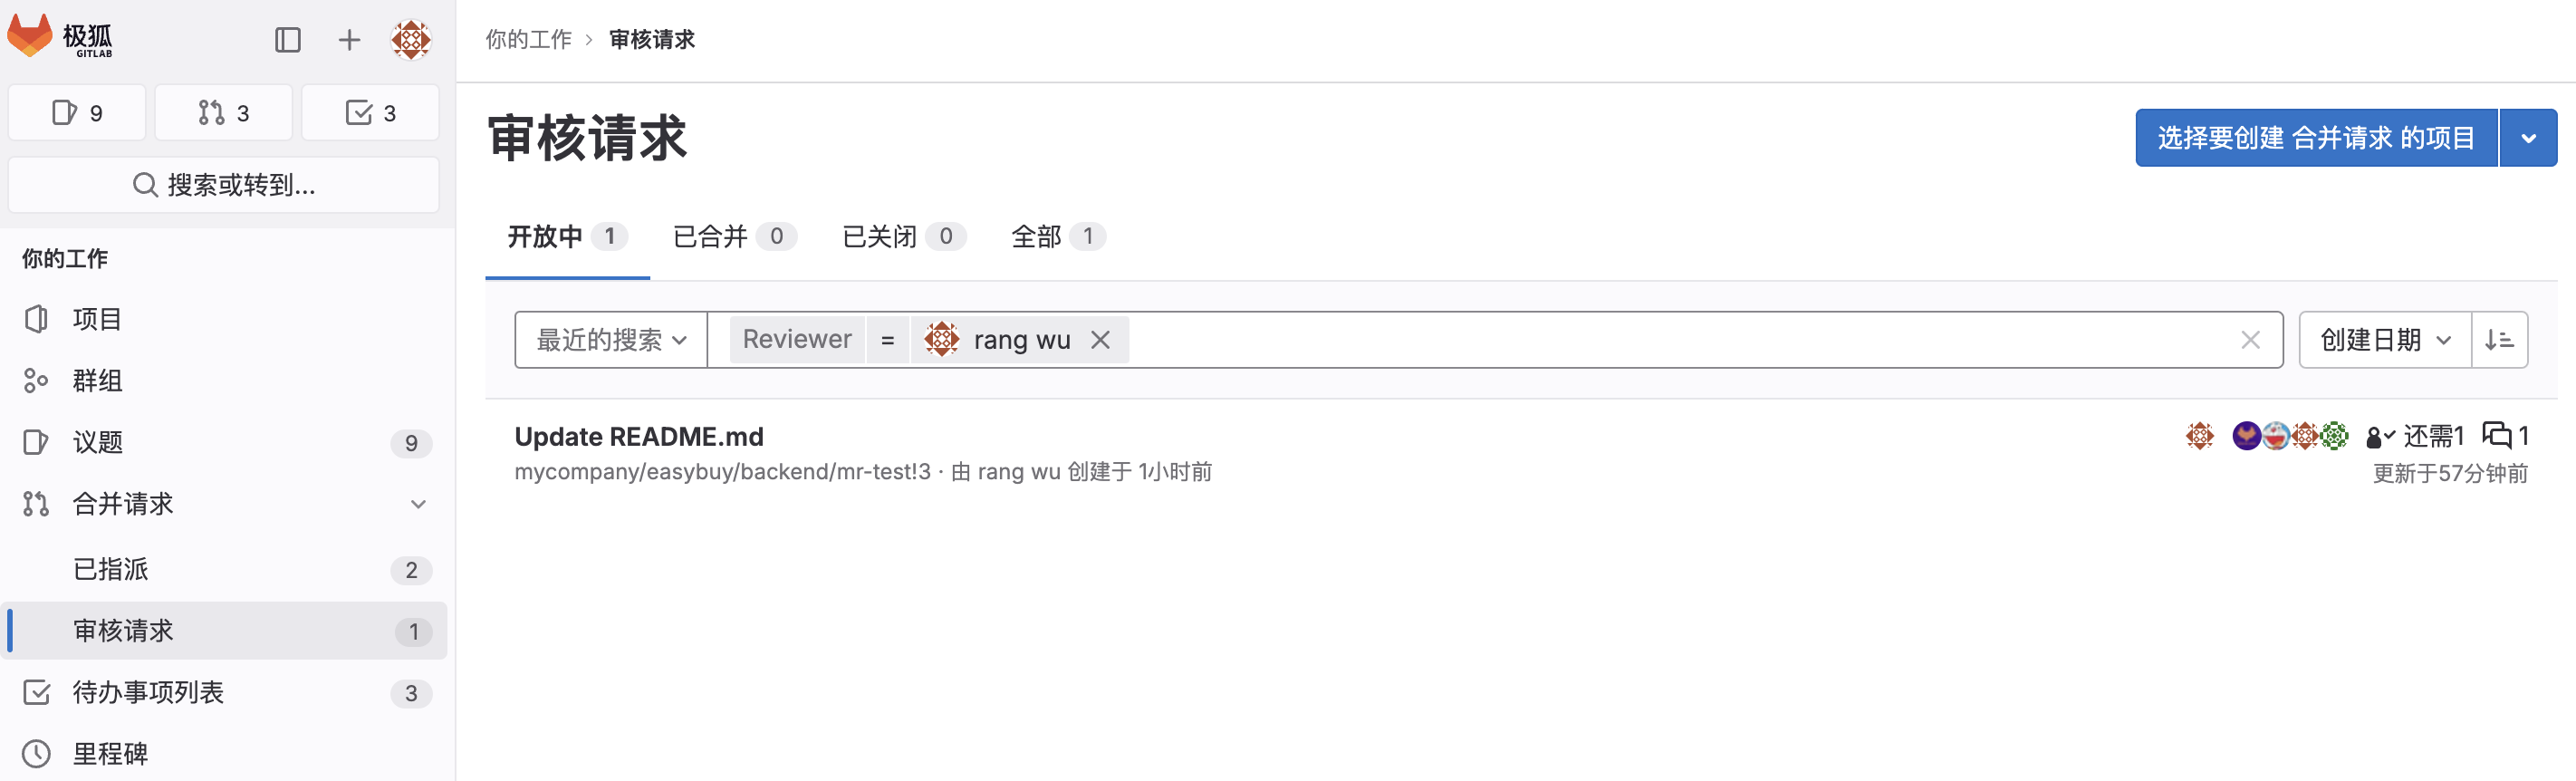 极狐
GITLAB
9
3
3
搜索或转到...
你的工作
项目
群组
议题 9
合并请求
已指派 2
审核请求 1
待办事项列表 3
里程碑
你的工作 › 审核请求
审核请求
选择要创建 合并请求 的项目
开放中 1 已合并 0 已关闭 0 全部 1
最近的搜索 Reviewer = rang wu 创建日期
Update README.md 还需1 1
mycompany/easybuy/backend/mr-test!3 · 由 rang wu 创建于 1小时前 更新于57分钟前